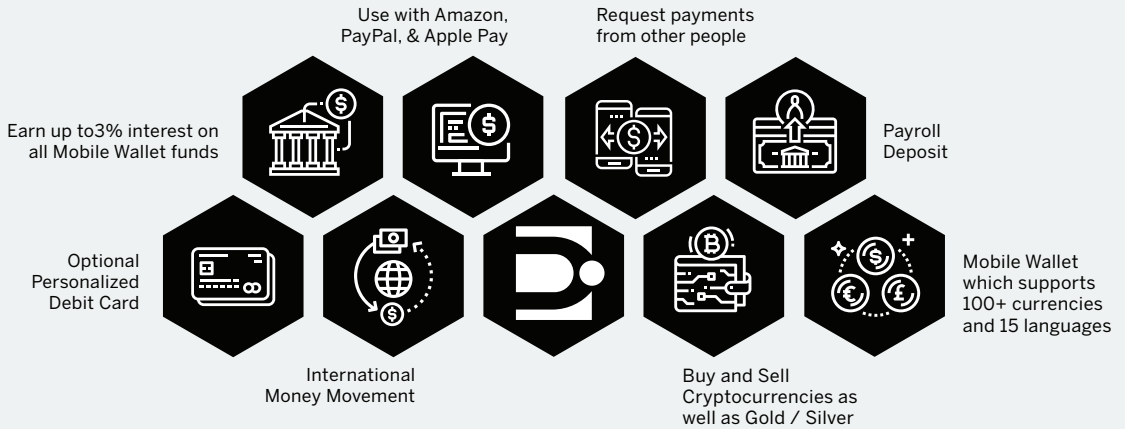 Use with Amazon,
PayPal, & Apple Pay
Request payments
from other people
Earn up to3% interest on
all Mobile Wallet funds
Payroll
Deposit
Optional
Personalized
Debit Card
Mobile Wallet
which supports
100+ currencies
and 15 languages
International
Money Movement
Buy and Sell
Cryptocurrencies as
well as Gold / Silver